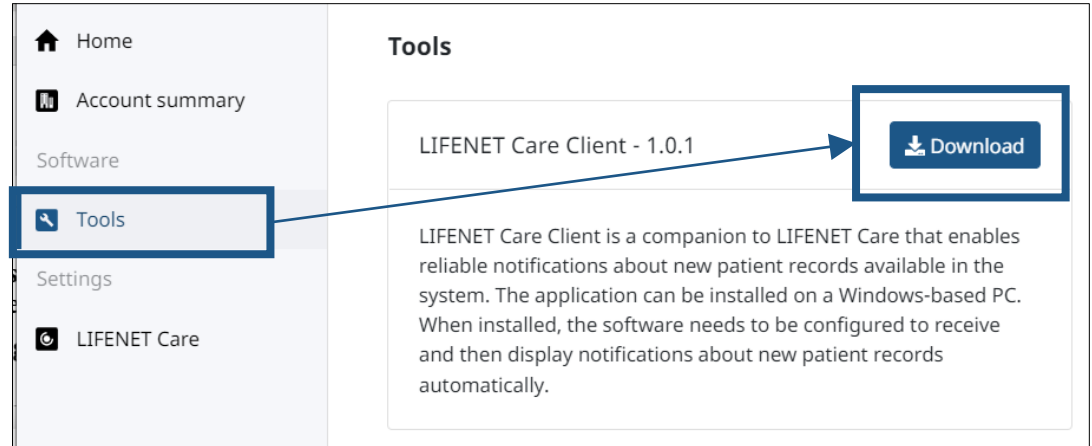 Home
Account summary
Software
Tools
Settings
LIFENET Care
Tools
LIFENET Care Client - 1.0.1
Download
LIFENET Care Client is a companion to LIFENET Care that enables
reliable notifications about new patient records available in the
system. The application can be installed on a Windows-based PC.
When installed, the software needs to be configured to receive
and then display notifications about new patient records
automatically.